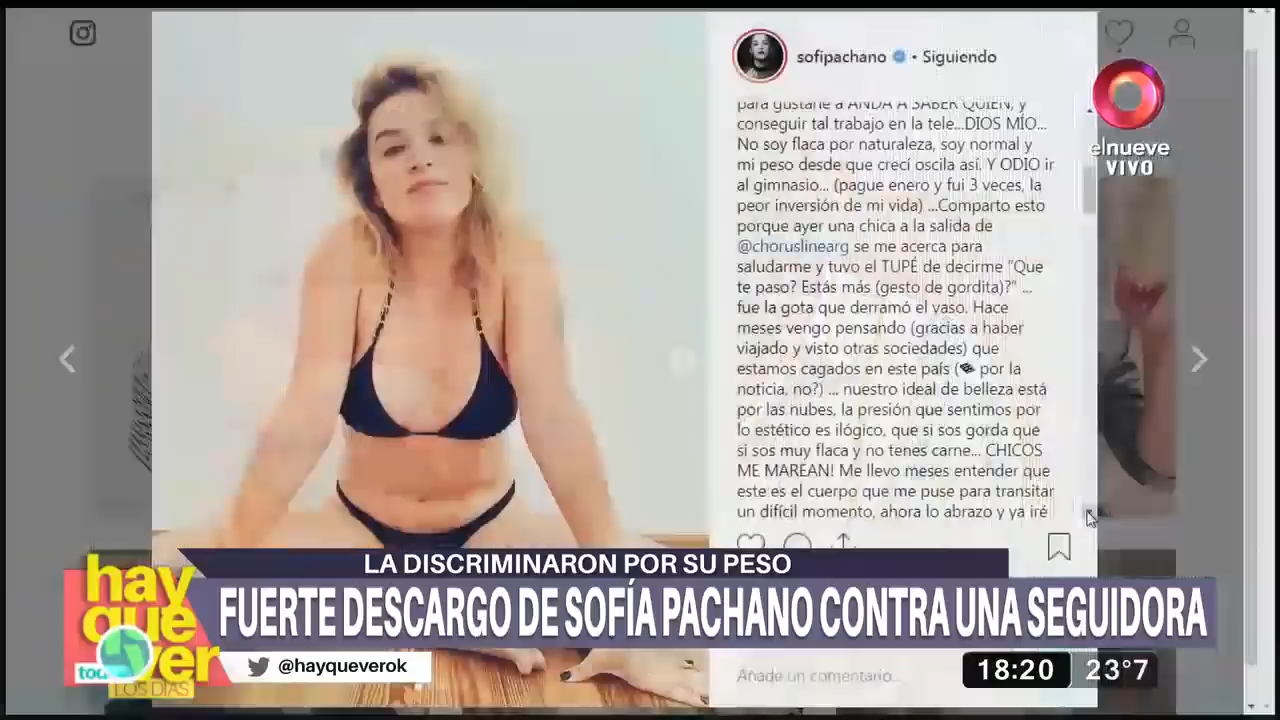 sofipachano • Siguiendo
para gustarle a ANDA A SABER QUIEN, y
conseguir tal trabajo en la tele...DIOS MÍO...
No soy flaca por naturaleza, soy normal y
mi peso desde que crecí oscila así. Y ODIO ir
al gimnasio... (pague enero y fui 3 veces, la
peor inversión de mi vida) ...Comparto esto
porque ayer una chica a la salida de
@choruslinearg se me acerca para
saludarme y tuvo el TUPÉ de decirme "Que
te paso? Estás más (gesto de gordita)?" ...
fue la gota que derramó el vaso. Hace
meses vengo pensando (gracias a haber
viajado y visto otras sociedades) que
estamos cagados en este país ( por la
noticia, no?) ... nuestro ideal de belleza está
por las nubes, la presión que sentimos por
lo estético es ilógico, que si sos gorda que
si sos muy flaca y no tenes carne... CHICOS
ME MAREAN! Me llevo meses entender que
este es el cuerpo que me puse para transitar
un difícil momento, ahora lo abrazo y ya iré
elnueve
VIVO
LA DISCRIMINARON POR SU PESO
FUERTE DESCARGO DE SOFÍA PACHANO CONTRA UNA SEGUIDORA
hay
que
ver
todos
LOS DÍAS
@hayqueverok
Añade un comentario...
18:20
23°7